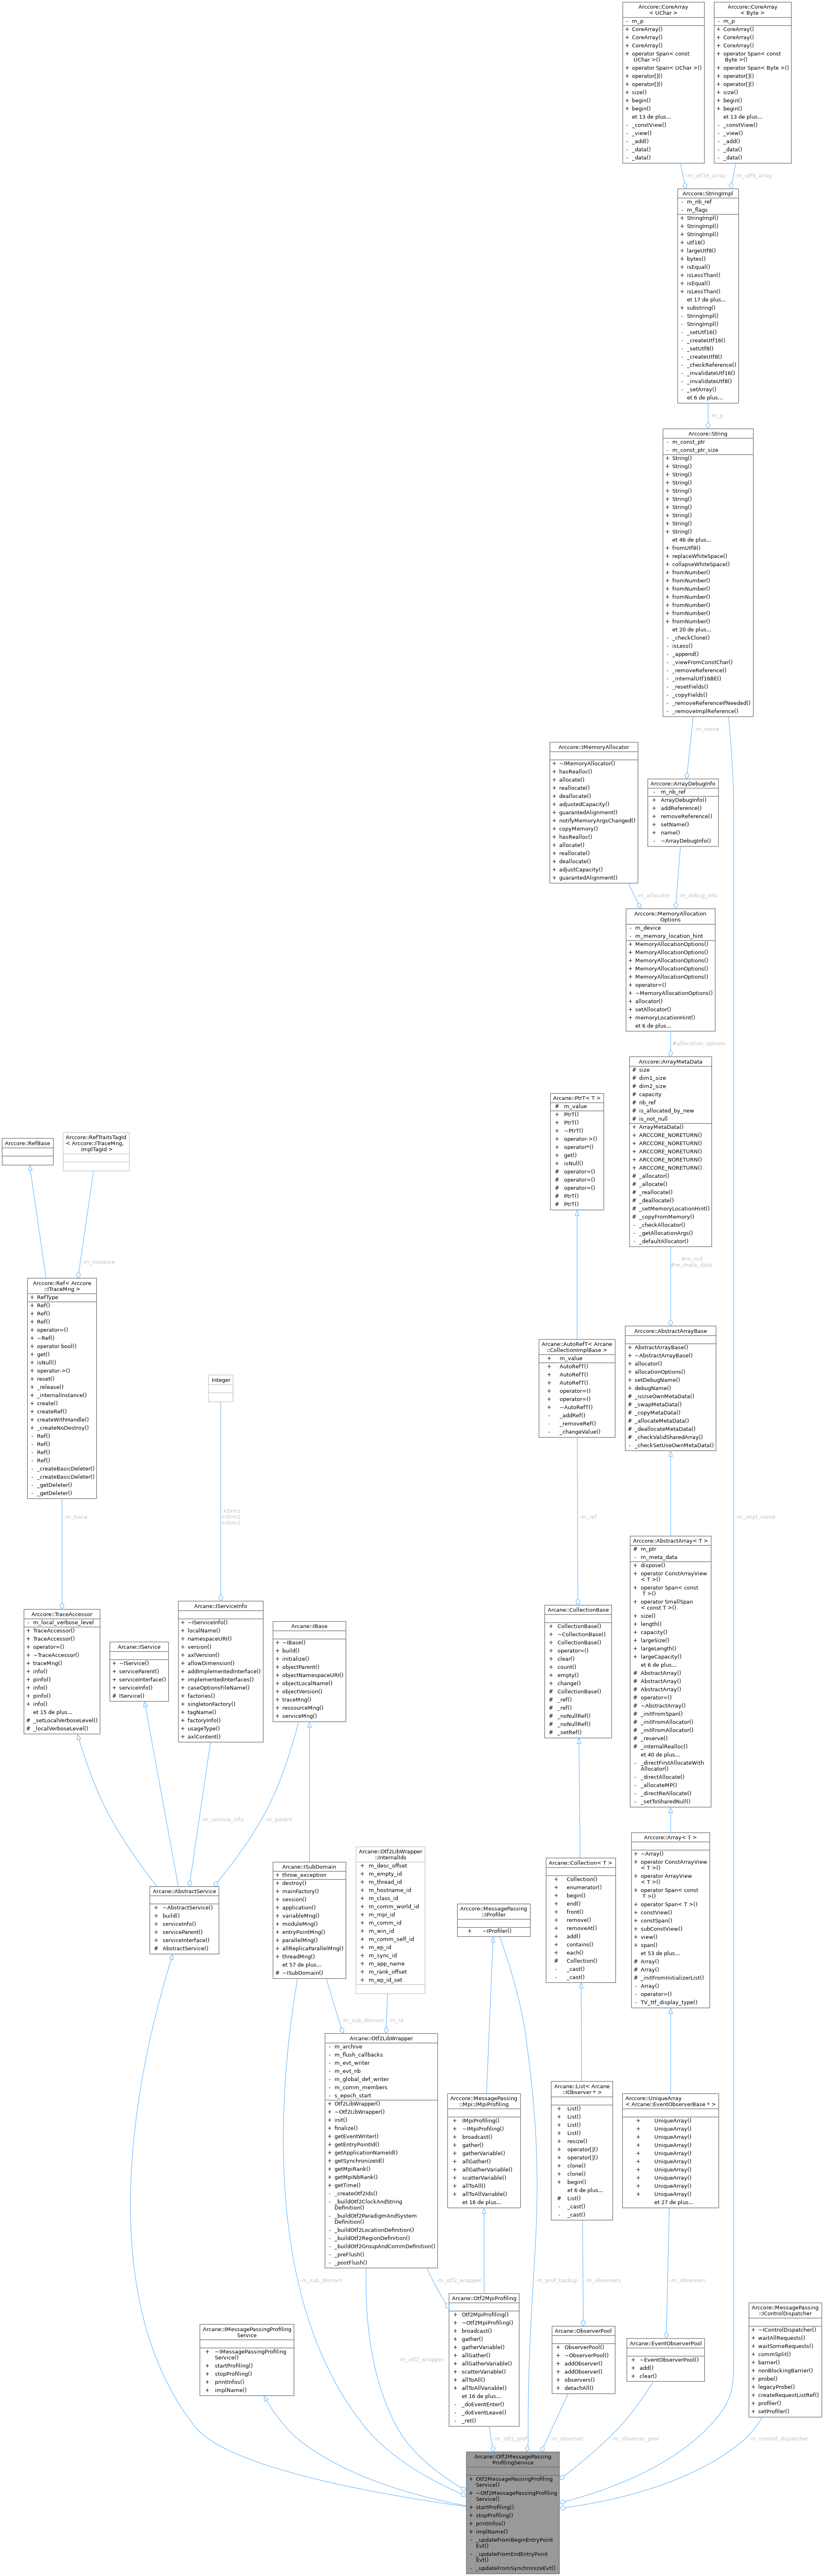 Arccore::CoreArray
< UChar >
- m_p
+ CoreArray()
+ CoreArray()
+ CoreArray()
+ operator Span< const
UChar >()
+ operator Span< UChar >()
+ operator[]()
+ operator[]()
+ size()
+ begin()
+ begin()
et 13 de plus...
- _constView()
- _view()
- _add()
- _data()
- _data()
Arccore::CoreArray
< Byte >
- m_p
+ CoreArray()
+ CoreArray()
+ CoreArray()
+ operator Span< const
Byte >()
+ operator Span< Byte >()
+ operator[]()
+ operator[]()
+ size()
+ begin()
+ begin()
et 13 de plus...
- _constView()
- _view()
- _add()
- _data()
- _data()
-m_utf16_array
-m_utf8_array
Arccore::StringImpl
- m_nb_ref
- m_flags
+ StringImpl()
+ StringImpl()
+ StringImpl()
+ utf16()
+ largeUtf8()
+ bytes()
+ isEqual()
+ isLessThan()
+ isEqual()
+ isLessThan()
et 17 de plus...
+ substring()
- StringImpl()
- StringImpl()
- _setUtf16()
- _createUtf16()
- _setUtf8()
- _createUtf8()
- _checkReference()
- _invalidateUtf16()
- _invalidateUtf8()
- _setArray()
et 6 de plus...
-m_p
Arccore::String
- m_const_ptr
- m_const_ptr_size
+ String()
+ String()
+ String()
+ String()
+ String()
+ String()
+ String()
+ String()
+ String()
+ String()
et 46 de plus...
+ fromUtf8()
+ replaceWhiteSpace()
+ collapseWhiteSpace()
+ fromNumber()
+ fromNumber()
+ fromNumber()
+ fromNumber()
+ fromNumber()
+ fromNumber()
+ fromNumber()
et 20 de plus...
- _checkClone()
- isLess()
- _append()
- _viewFromConstChar()
- _removeReference()
- _internalUtf16BE()
- _resetFields()
- _copyFields()
- _removeReferenceIfNeeded()
- _removeImplReference()
-m_name
Arccore::IMemoryAllocator
+ ~IMemoryAllocator()
+ hasRealloc()
+ allocate()
+ reallocate()
+ deallocate()
+ adjustedCapacity()
+ guarantedAlignment()
+ notifyMemoryArgsChanged()
+ copyMemory()
+ hasRealloc()
+ allocate()
+ reallocate()
+ deallocate()
+ adjustCapacity()
+ guarantedAlignment()
Arccore::ArrayDebugInfo
- m_nb_ref
+ ArrayDebugInfo()
+ addReference()
+ removeReference()
+ setName()
+ name()
- ~ArrayDebugInfo()
-m_allocator
-m_debug_info
Arccore::MemoryAllocation
Options
- m_device
- m_memory_location_hint
+ MemoryAllocationOptions()
+ MemoryAllocationOptions()
+ MemoryAllocationOptions()
+ MemoryAllocationOptions()
+ MemoryAllocationOptions()
+ operator=()
+ ~MemoryAllocationOptions()
+ allocator()
+ setAllocator()
+ memoryLocationHint()
et 6 de plus...
#allocation_options
Arccore::ArrayMetaData
# size
# dim1_size
# dim2_size
# capacity
# nb_ref
# is_allocated_by_new
# is_not_null
+ ArrayMetaData()
+ ARCCORE_NORETURN()
+ ARCCORE_NORETURN()
+ ARCCORE_NORETURN()
+ ARCCORE_NORETURN()
+ ARCCORE_NORETURN()
# _allocator()
# _allocate()
# _reallocate()
# _deallocate()
# _setMemoryLocationHint()
# _copyFromMemory()
- _checkAllocator()
- _getAllocationArgs()
- _defaultAllocator()
#m_md
#m_meta_data
Arcane::PtrT< T >
# m_value
+ PtrT()
+ PtrT()
+ ~PtrT()
+ operator->()
+ operator*()
+ get()
+ isNull()
# operator=()
# operator=()
# operator=()
# PtrT()
# PtrT()
Arccore::RefBase
Arccore::RefTraitsTagId
< Arccore::ITraceMng,
ImplTagId >
-m_instance
Arccore::Ref< Arccore
::ITraceMng >
+ RefType
+ Ref()
+ Ref()
+ Ref()
+ operator=()
+ ~Ref()
+ operator bool()
+ get()
+ isNull()
+ operator->()
+ reset()
+ _release()
+ _internalInstance()
+ create()
+ createRef()
+ createWithHandle()
+ _createNoDestroy()
- Ref()
- Ref()
- Ref()
- Ref()
- _createBasicDeleter()
- _createBasicDeleter()
- _getDeleter()
- _getDeleter()
-m_trace
Integer
+Dim1
+Dim2
+Dim3
Arcane::AutoRefT< Arcane
::CollectionImplBase >
+ m_value
+ AutoRefT()
+ AutoRefT()
+ AutoRefT()
+ operator=()
+ operator=()
+ ~AutoRefT()
- _addRef()
- _removeRef()
- _changeValue()
-m_ref
Arccore::AbstractArrayBase
+ AbstractArrayBase()
+ ~AbstractArrayBase()
+ allocator()
+ allocationOptions()
+ setDebugName()
+ debugName()
# _isUseOwnMetaData()
# _swapMetaData()
# _copyMetaData()
# _allocateMetaData()
# _deallocateMetaData()
# _checkValidSharedArray()
- _checkSetUseOwnMetaData()
-m_impl_name
Arccore::AbstractArray< T >
# m_ptr
- m_meta_data
+ dispose()
+ operator ConstArrayView
< T >()
+ operator Span< const
T >()
+ operator SmallSpan
< const T >()
+ size()
+ length()
+ capacity()
+ largeSize()
+ largeLength()
+ largeCapacity()
et 6 de plus...
# AbstractArray()
# AbstractArray()
# AbstractArray()
# operator=()
# ~AbstractArray()
# _initFromSpan()
# _initFromAllocator()
# _initFromAllocator()
# _reserve()
# _internalRealloc()
et 40 de plus...
- _directFirstAllocateWith
Allocator()
- _directAllocate()
- _allocateMP()
- _directReAllocate()
- _setToSharedNull()
Arccore::TraceAccessor
- m_local_verbose_level
+ TraceAccessor()
+ TraceAccessor()
+ operator=()
+ ~TraceAccessor()
+ traceMng()
+ info()
+ pinfo()
+ info()
+ pinfo()
+ info()
et 15 de plus...
# _setLocalVerboseLevel()
# _localVerboseLevel()
Arcane::IService
+ ~IService()
+ serviceParent()
+ serviceInterface()
+ serviceInfo()
# IService()
Arcane::IServiceInfo
+ ~IServiceInfo()
+ localName()
+ namespaceURI()
+ version()
+ axlVersion()
+ allowDimension()
+ addImplementedInterface()
+ implementedInterfaces()
+ caseOptionsFileName()
+ factories()
+ singletonFactory()
+ tagName()
+ factoryInfo()
+ usageType()
+ axlContent()
Arcane::IBase
+ ~IBase()
+ build()
+ initialize()
+ objectParent()
+ objectNamespaceURI()
+ objectLocalName()
+ objectVersion()
+ traceMng()
+ ressourceMng()
+ serviceMng()
Arcane::CollectionBase
+ CollectionBase()
+ ~CollectionBase()
+ CollectionBase()
+ operator=()
+ clear()
+ count()
+ empty()
+ change()
# CollectionBase()
# _ref()
# _ref()
# _noNullRef()
# _noNullRef()
# _setRef()
-m_service_info
-m_parent
Arccore::Array< T >
+ ~Array()
+ operator ConstArrayView
< T >()
+ operator ArrayView
< T >()
+ operator Span< const
T >()
+ operator Span< T >()
+ constView()
+ constSpan()
+ subConstView()
+ view()
+ span()
et 53 de plus...
# Array()
# Array()
# _initFromInitializerList()
- Array()
- operator=()
- TV_ttf_display_type()
Arcane::AbstractService
+ ~AbstractService()
+ build()
+ serviceInfo()
+ serviceParent()
+ serviceInterface()
# AbstractService()
Arcane::ISubDomain
+ throw_exception
+ destroy()
+ mainFactory()
+ session()
+ application()
+ variableMng()
+ moduleMng()
+ entryPointMng()
+ parallelMng()
+ allReplicaParallelMng()
+ threadMng()
et 57 de plus...
# ~ISubDomain()
Arcane::Otf2LibWrapper
::InternalIds
+ m_desc_offset
+ m_empty_id
+ m_thread_id
+ m_hostname_id
+ m_class_id
+ m_comm_world_id
+ m_mpi_id
+ m_comm_id
+ m_win_id
+ m_comm_self_id
+ m_ep_id
+ m_sync_id
+ m_app_name
+ m_rank_offset
+ m_ep_id_set
Arccore::MessagePassing
::IProfiler
+ ~IProfiler()
Arcane::Collection< T >
+ Collection()
+ enumerator()
+ begin()
+ end()
+ front()
+ remove()
+ removeAt()
+ add()
+ contains()
+ each()
# Collection()
- _cast()
- _cast()
-m_sub_domain
-m_id
Arcane::Otf2LibWrapper
- m_archive
- m_flush_callbacks
- m_evt_writer
- m_evt_nb
- m_global_def_writer
- m_comm_members
- s_epoch_start
+ Otf2LibWrapper()
+ ~Otf2LibWrapper()
+ init()
+ finalize()
+ getEventWriter()
+ getEntryPointId()
+ getApplicationNameId()
+ getSynchronizeId()
+ getMpiRank()
+ getMpiNbRank()
+ getTime()
- _createOtf2Ids()
- _buildOtf2ClockAndString
Definition()
- _buildOtf2ParadigmAndSystem
Definition()
- _buildOtf2LocationDefinition()
- _buildOtf2RegionDefinition()
- _buildOtf2GroupAndCommDefinition()
- _preFlush()
- _postFlush()
Arccore::MessagePassing
::Mpi::IMpiProfiling
+ IMpiProfiling()
+ ~IMpiProfiling()
+ broadcast()
+ gather()
+ gatherVariable()
+ allGather()
+ allGatherVariable()
+ scatterVariable()
+ allToAll()
+ allToAllVariable()
et 16 de plus...
Arcane::List< Arcane
::IObserver * >
+ List()
+ List()
+ List()
+ List()
+ resize()
+ operator[]()
+ operator[]()
+ clone()
+ clone()
+ begin()
et 6 de plus...
# List()
- _cast()
- _cast()
Arccore::UniqueArray
< Arcane::EventObserverBase * >
+ UniqueArray()
+ UniqueArray()
+ UniqueArray()
+ UniqueArray()
+ UniqueArray()
+ UniqueArray()
+ UniqueArray()
+ UniqueArray()
+ UniqueArray()
+ UniqueArray()
et 27 de plus...
-m_sub_domain
-m_otf2_wrapper
-m_prof_backup
-m_observers
-m_observers
Arcane::IMessagePassingProfiling
Service
+ ~IMessagePassingProfiling
Service()
+ startProfiling()
+ stopProfiling()
+ printInfos()
+ implName()
-m_otf2_wrapper
Arcane::Otf2MpiProfiling
+ Otf2MpiProfiling()
+ ~Otf2MpiProfiling()
+ broadcast()
+ gather()
+ gatherVariable()
+ allGather()
+ allGatherVariable()
+ scatterVariable()
+ allToAll()
+ allToAllVariable()
et 16 de plus...
- _doEventEnter()
- _doEventLeave()
- _ret()
Arcane::ObserverPool
+ ObserverPool()
+ ~ObserverPool()
+ addObserver()
+ addObserver()
+ observers()
+ detachAll()
Arcane::EventObserverPool
+ ~EventObserverPool()
+ add()
+ clear()
Arccore::MessagePassing
::IControlDispatcher
+ ~IControlDispatcher()
+ waitAllRequests()
+ waitSomeRequests()
+ commSplit()
+ barrier()
+ nonBlockingBarrier()
+ probe()
+ legacyProbe()
+ createRequestListRef()
+ profiler()
+ setProfiler()
-m_otf2_prof
-m_observer
-m_observer_pool
-m_control_dispatcher
Arcane::Otf2MessagePassing
ProfilingService
+ Otf2MessagePassingProfiling
Service()
+ ~Otf2MessagePassingProfiling
Service()
+ startProfiling()
+ stopProfiling()
+ printInfos()
+ implName()
- _updateFromBeginEntryPoint
Evt()
- _updateFromEndEntryPoint
Evt()
- _updateFromSynchronizeEvt()